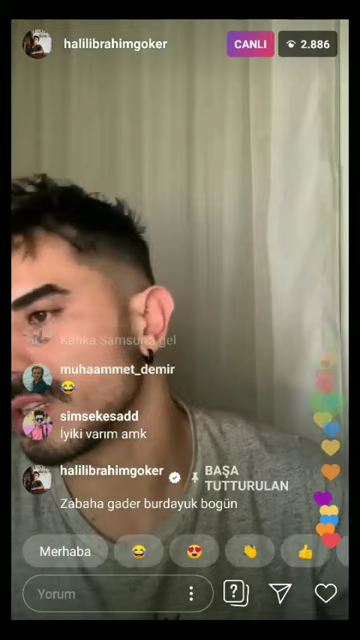 halilibrahimgoker
CANLI
2.886
Kanka Samsuna gel
muhaammet_demir
😂
simsekesadd
İyiki varım amk
halilibrahimgoker
BAŞA
TUTTURULAN
Zabaha gader burdayuk bogün
Merhaba
😂 😍 👏 👍
Yorum